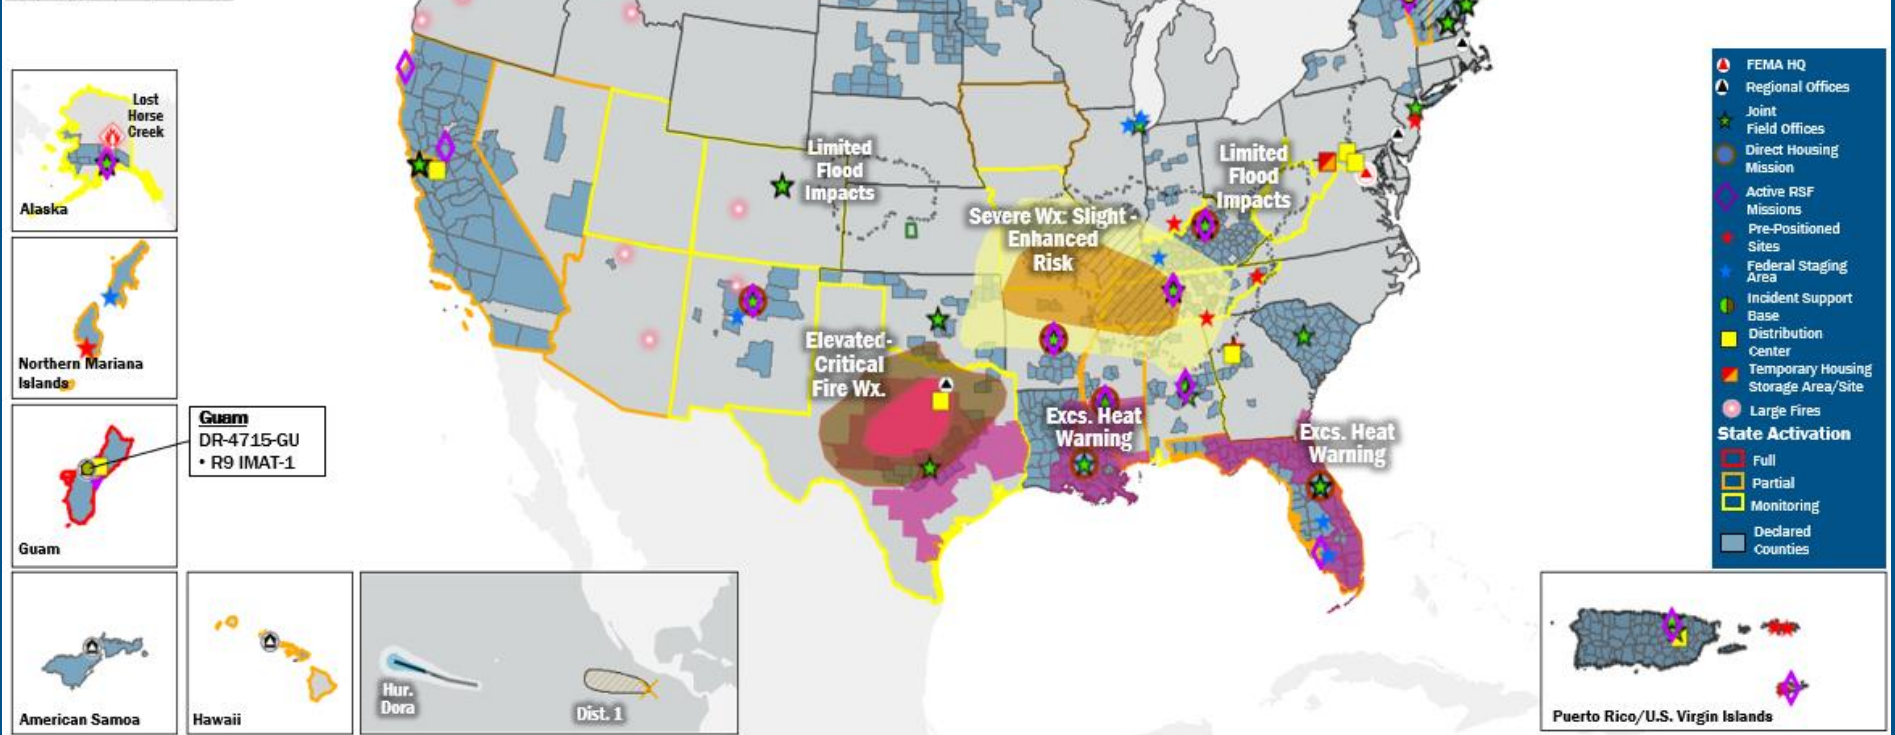 Lost
Horse
Creek
Alaska
Northern Mariana
Islands
Guam
DR-4715-GU
• R9 IMAT-1
Guam
American Samoa
Hawaii
Hur.
Dora
Dist. 1
Limited
Flood
Impacts
Limited
Flood
Impacts
Severe Wx: Slight -
Enhanced
Risk
Elevated-
Critical
Fire Wx.
Excs. Heat
Warning
Excs. Heat
Warning
FEMA HQ
Regional Offices
Joint
Field Offices
Direct Housing
Mission
Active RSF
Missions
Pre-Positioned
Sites
Federal Staging
Area
Incident Support
Base
Distribution
Center
Temporary Housing
Storage Area/Site
Large Fires
State Activation
Full
Partial
Monitoring
Declared
Counties
Puerto Rico/U.S. Virgin Islands